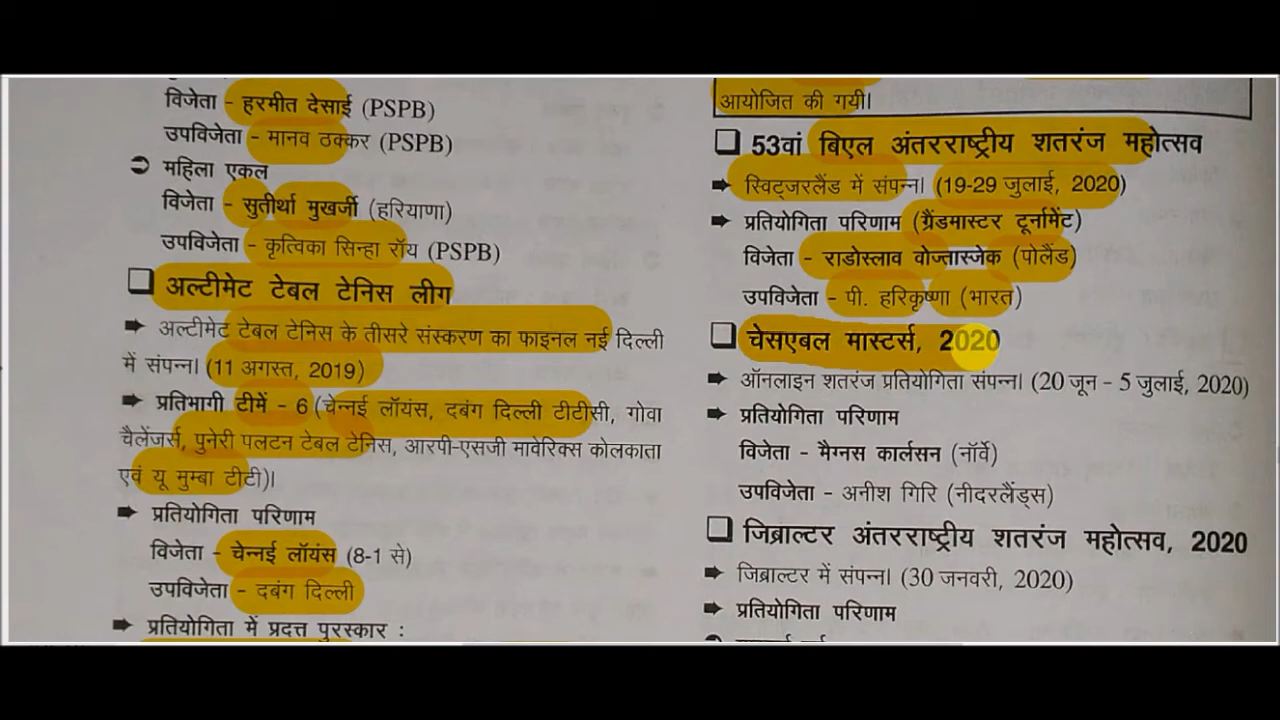 विजेता - हरमीत देसाई (PSPB)
उपविजेता - मानव ठक्कर (PSPB)
महिला एकल
विजेता - सुतीर्था मुखर्जी (हरियाणा)
उपविजेता - कृत्विका सिन्हा रॉय (PSPB)
अल्टीमेट टेबल टेनिस लीग
अल्टीमेट टेबल टेनिस के तीसरे संस्करण का फाइनल नई दिल्ली
में संपन्न। (11 अगस्त, 2019)
प्रतिभागी टीमें - 6 (चेन्नई लॉयंस, दबंग दिल्ली टीटीसी, गोवा
चैलेंजर्स, पुनेरी पलटन टेबल टेनिस, आरपी-एसजी मावेरिक्स कोलकाता
एवं यू मुम्बा टीटी)।
प्रतियोगिता परिणाम
विजेता - चेन्नई लॉयंस (8-1 से)
उपविजेता - दबंग दिल्ली
प्रतियोगिता में प्रदत्त पुरस्कार :
आयोजित की गयी।
53वां बिएल अंतरराष्ट्रीय शतरंज महोत्सव
स्विट्जरलैंड में संपन्न। (19-29 जुलाई, 2020)
प्रतियोगिता परिणाम (ग्रैंडमास्टर टूर्नामेंट)
विजेता - राडोस्लाव वोज्तास्जेक (पोलैंड)
उपविजेता - पी. हरिकृष्णा (भारत)
चेसएबल मास्टर्स, 2020
ऑनलाइन शतरंज प्रतियोगिता संपन्न। (20 जून - 5 जुलाई, 2020)
प्रतियोगिता परिणाम
विजेता - मैग्नस कार्लसन (नॉर्वे)
उपविजेता - अनीश गिरि (नीदरलैंड्स)
जिब्राल्टर अंतरराष्ट्रीय शतरंज महोत्सव, 2020
जिब्राल्टर में संपन्न। (30 जनवरी, 2020)
प्रतियोगिता परिणाम